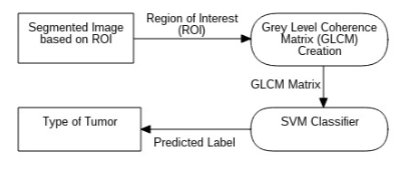 Segmented Image
based on ROI
Region of Interest
(ROI)
Grey Level Coherence
Matrix (GLCM)
Creation
GLCM Matrix
SVM Classifier
Predicted Label
Type of Tumor